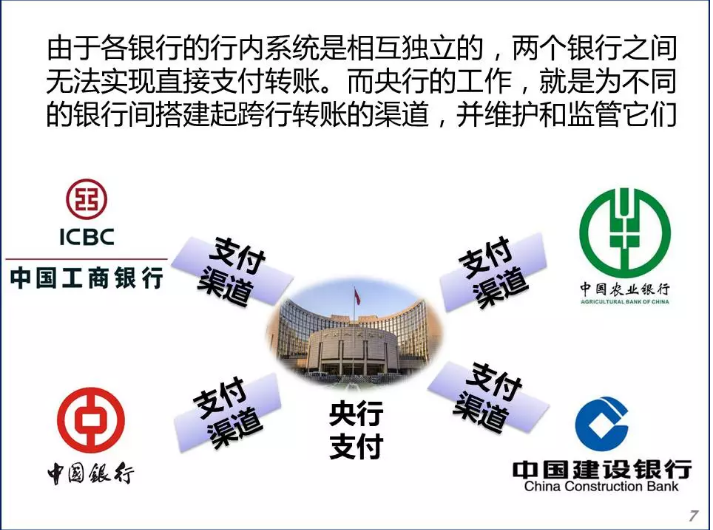 由于各银行的行内系统是相互独立的，两个银行之间
无法实现直接支付转账。而央行的工作，就是为不同
的银行间搭建起跨行转账的渠道，并维护和监管它们
ICBC
中国工商银行
支付
渠道
支付
渠道
中国农业银行
AGRICULTURAL BANK OF CHINA
中国银行
支付
渠道
央行
支付
支付
渠道
中国建设银行
China Construction Bank
7